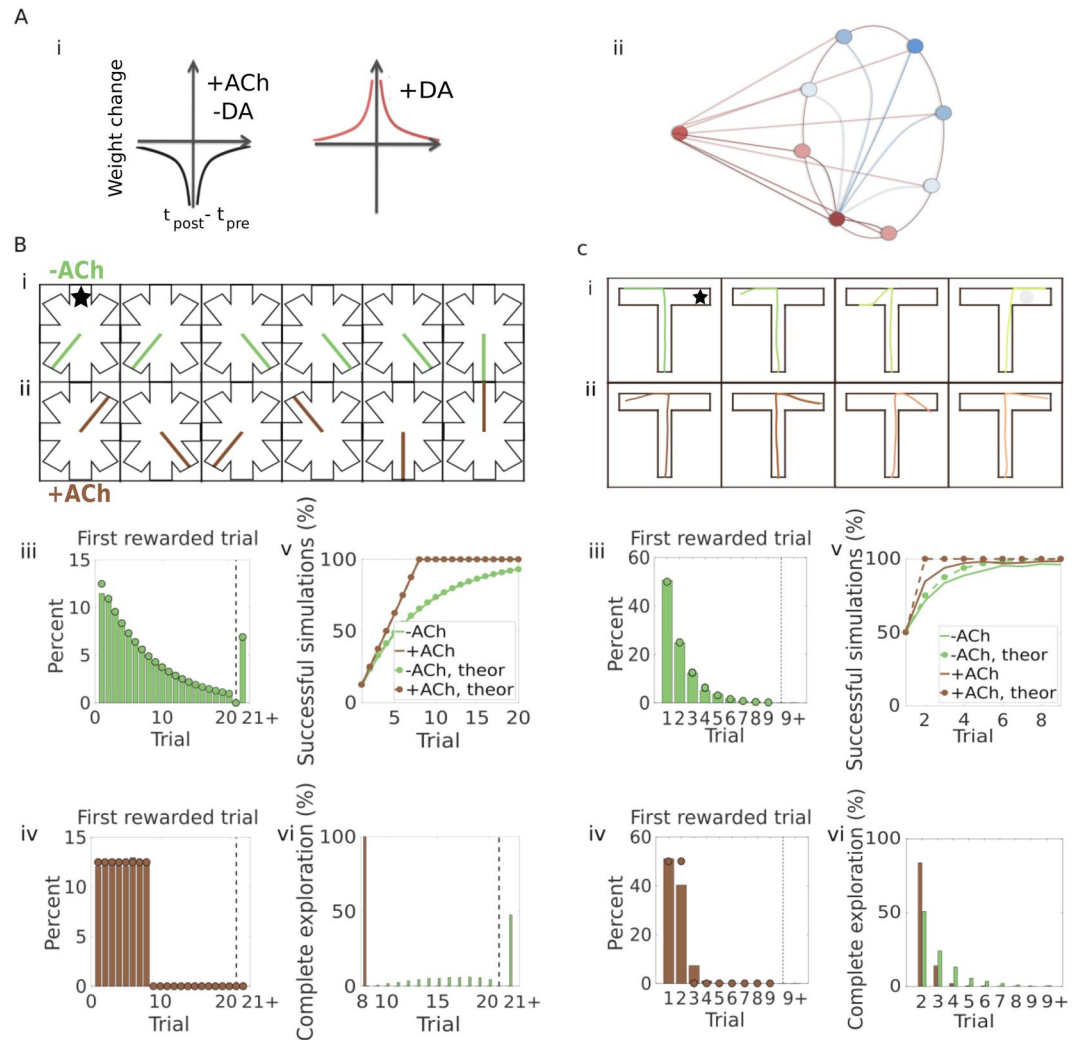 A
i
ii
Weight change
+ACh
-DA
+DA
t post - t pre
B
-ACh
i
ii
+ACh
C
i
ii
iii
First rewarded trial
Percent
15
10
5
0
0
10
20
21+
Trial
v
Successful simulations (%)
100
50
0
-ACh
+ACh
-ACh, theor
+ACh, theor
5
10
15
20
Trial
iii
First rewarded trial
Percent
60
40
20
0
1 2 3 4 5 6 7 8 9 9+
Trial
v
Successful simulations (%)
100
50
0
-ACh
-ACh, theor
+ACh
+ACh, theor
2
4
6
8
Trial
iv
First rewarded trial
Percent
15
10
5
0
0
10
20
21+
Trial
vi
Complete exploration (%)
100
50
0
8 10 15 20 21+
Trial
iv
First rewarded trial
Percent
60
40
20
0
1 2 3 4 5 6 7 8 9 9+
Trial
vi
Complete exploration (%)
100
50
0
2 3 4 5 6 7 8 9 9+
Trial